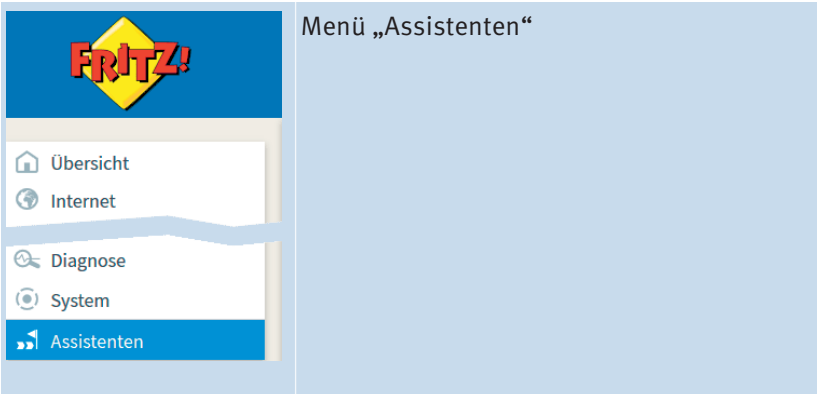 FRITZ!
Menü „Assistenten“
Übersicht
Internet
Diagnose
System
Assistenten